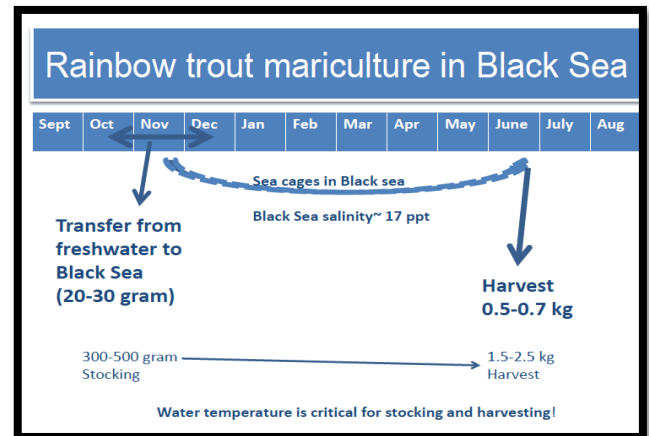 Rainbow trout mariculture in Black Sea
Sept Oct Nov Dec Jan Feb Mar Apr May June July Aug
Sea cages in Black sea
Black Sea salinity~ 17 ppt
Transfer from
freshwater to
Black Sea
(20-30 gram)
Harvest
0.5-0.7 kg
300-500 gram
Stocking
1.5-2.5 kg
Harvest
Water temperature is critical for stocking and harvesting!